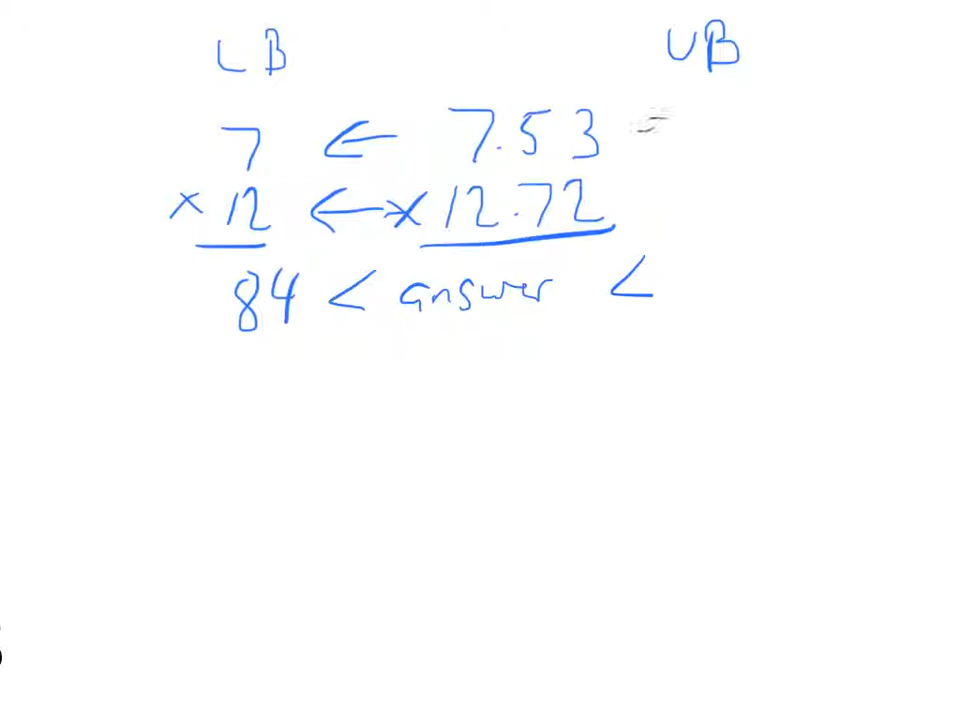 LB UB
7 ← 7.53
× 12 ← × 12.72
84 < answer <